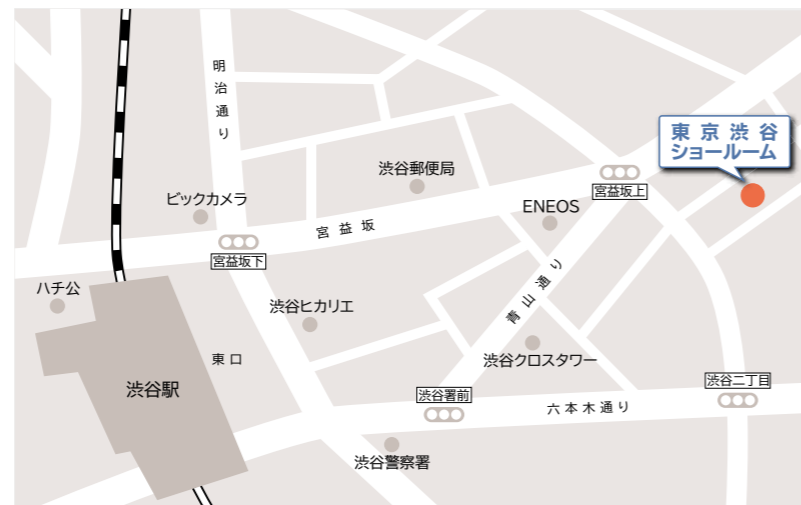 明治通り
東京渋谷
ショールーム
渋谷郵便局
宮益坂上
ビックカメラ
ENEOS
宮益坂
宮益坂下
青山通り
ハチ公
渋谷ヒカリエ
東口
渋谷クロスタワー
渋谷駅
渋谷署前
渋谷二丁目
六本木通り
渋谷警察署